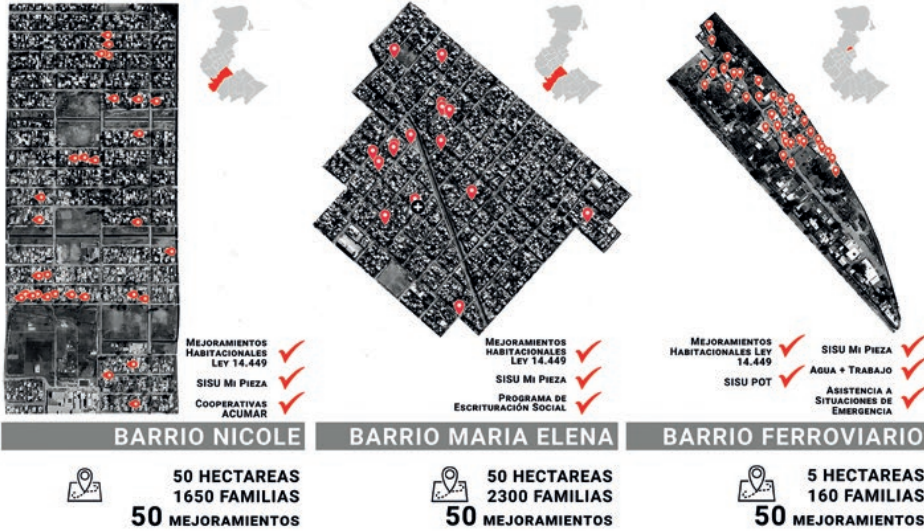 MEJORAMIENTOS
HABITACIONALES
LEY 14.449
SISU MI PIEZA
COOPERATIVAS
ACUMAR
BARRIO NICOLE
50 HECTAREAS
1650 FAMILIAS
50 MEJORAMIENTOS
MEJORAMIENTOS
HABITACIONALES
LEY 14.449
SISU MI PIEZA
PROGRAMA DE
ESCRITURACIÓN SOCIAL
BARRIO MARIA ELENA
50 HECTAREAS
2300 FAMILIAS
50 MEJORAMIENTOS
MEJORAMIENTOS
HABITACIONALES LEY
14.449
SISU POT
SISU MI PIEZA
AGUA + TRABAJO
ASISTENCIA A
SITUACIONES DE
EMERGENCIA
BARRIO FERROVIARIO
5 HECTAREAS
160 FAMILIAS
50 MEJORAMIENTOS